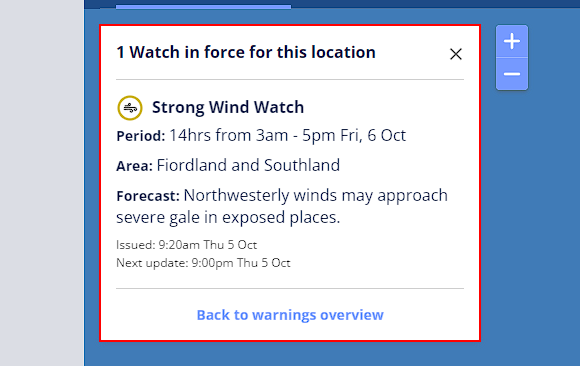 1 Watch in force for this location
Strong Wind Watch
Period: 14hrs from 3am - 5pm Fri, 6 Oct
Area: Fiordland and Southland
Forecast: Northwesterly winds may approach
severe gale in exposed places.
Issued: 9:20am Thu 5 Oct
Next update: 9:00pm Thu 5 Oct
Back to warnings overview